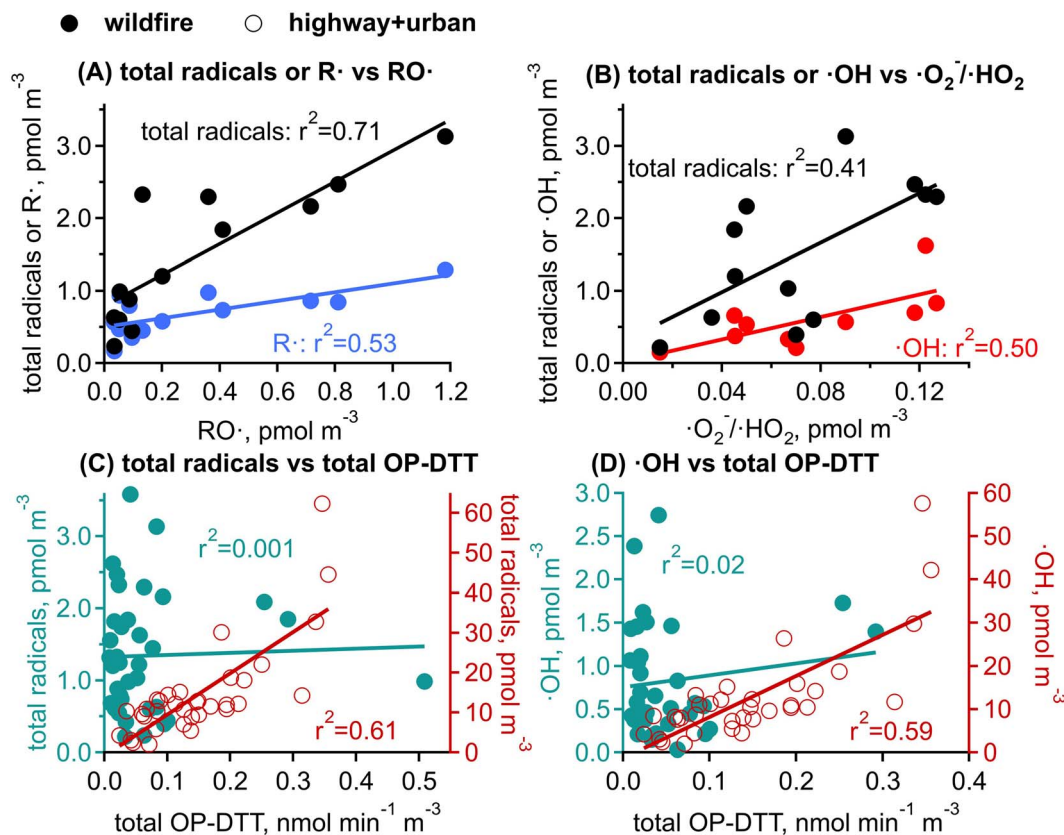 wildfire highway+urban
(A) total radicals or R· vs RO·
total radicals or R·, pmol m⁻³
3.0
2.0
1.0
0.0
total radicals: r²=0.71
R·: r²=0.53
0.0 0.2 0.4 0.6 0.8 1.0 1.2
RO·, pmol m⁻³
(B) total radicals or ·OH vs ·O₂⁻/·HO₂
total radicals or ·OH, pmol m⁻³
3.0
2.0
1.0
0.0
total radicals: r²=0.41
·OH: r²=0.50
0.00 0.04 0.08 0.12
·O₂⁻/·HO₂, pmol m⁻³
(C) total radicals vs total OP-DTT
total radicals, pmol m⁻³
3.0
2.0
1.0
0.0
r²=0.001
r²=0.61
60
50
40
30
20
10
0
total radicals, pmol m⁻³
0.0 0.1 0.2 0.3 0.4 0.5
total OP-DTT, nmol min⁻¹ m⁻³
(D) ·OH vs total OP-DTT
·OH, pmol m⁻³
3.0
2.5
2.0
1.5
1.0
0.5
0.0
r²=0.02
r²=0.59
60
50
40
30
20
10
0
·OH, pmol m⁻³
0.0 0.1 0.2 0.3 0.4
total OP-DTT, nmol min⁻¹ m⁻³